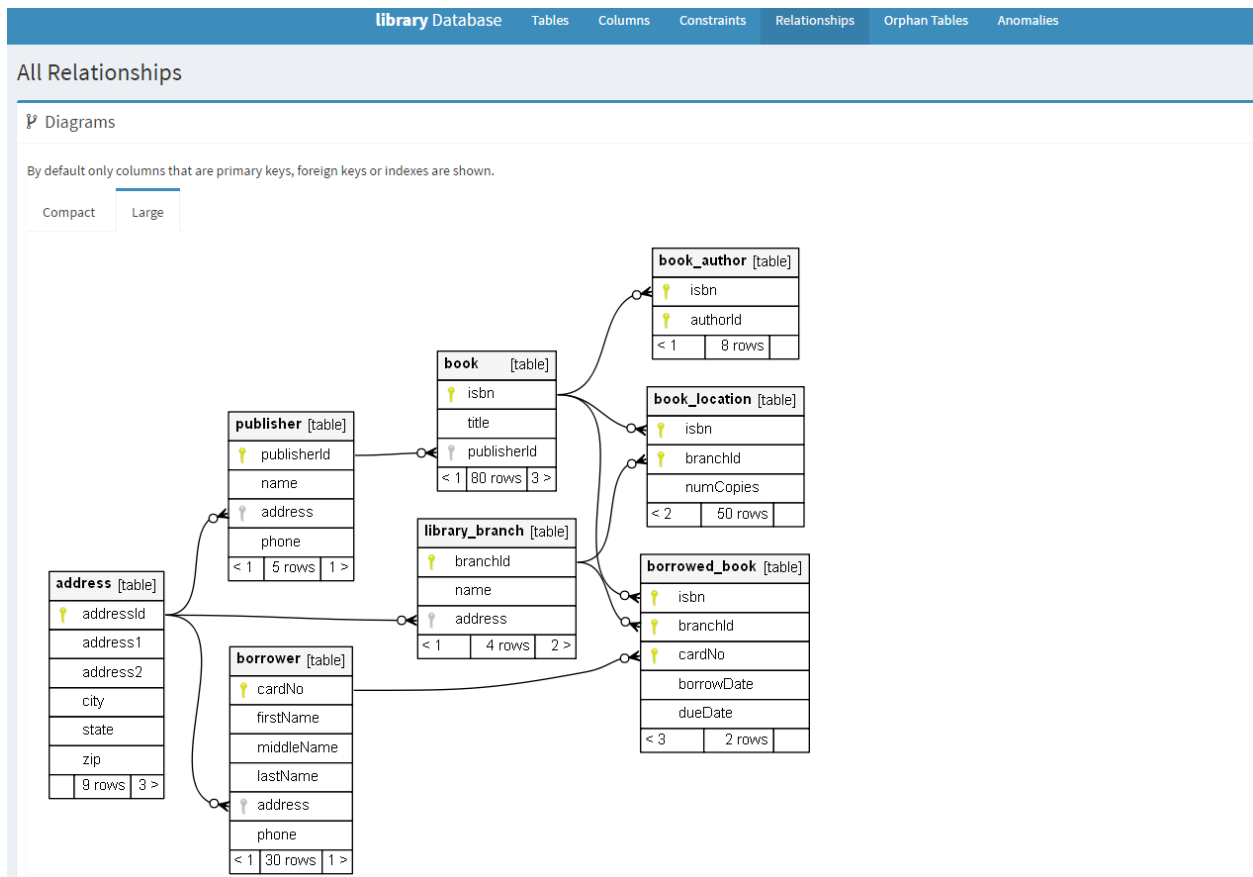 library Database Tables Columns Constraints Relationships Orphan Tables Anomalies
All Relationships
Diagrams
By default only columns that are primary keys, foreign keys or indexes are shown.
Compact Large
book_author [table]
isbn
authorId
< 1 8 rows
book [table]
isbn
title
publisherId
< 1 80 rows 3 >
book_location [table]
isbn
branchId
numCopies
< 2 50 rows
publisher [table]
publisherId
name
address
phone
< 1 5 rows 1 >
library_branch [table]
branchId
name
address
< 1 4 rows 2 >
borrowed_book [table]
isbn
branchId
cardNo
borrowDate
dueDate
< 3 2 rows
address [table]
addressId
address1
address2
city
state
zip
9 rows 3 >
borrower [table]
cardNo
firstName
middleName
lastName
address
phone
< 1 30 rows 1 >